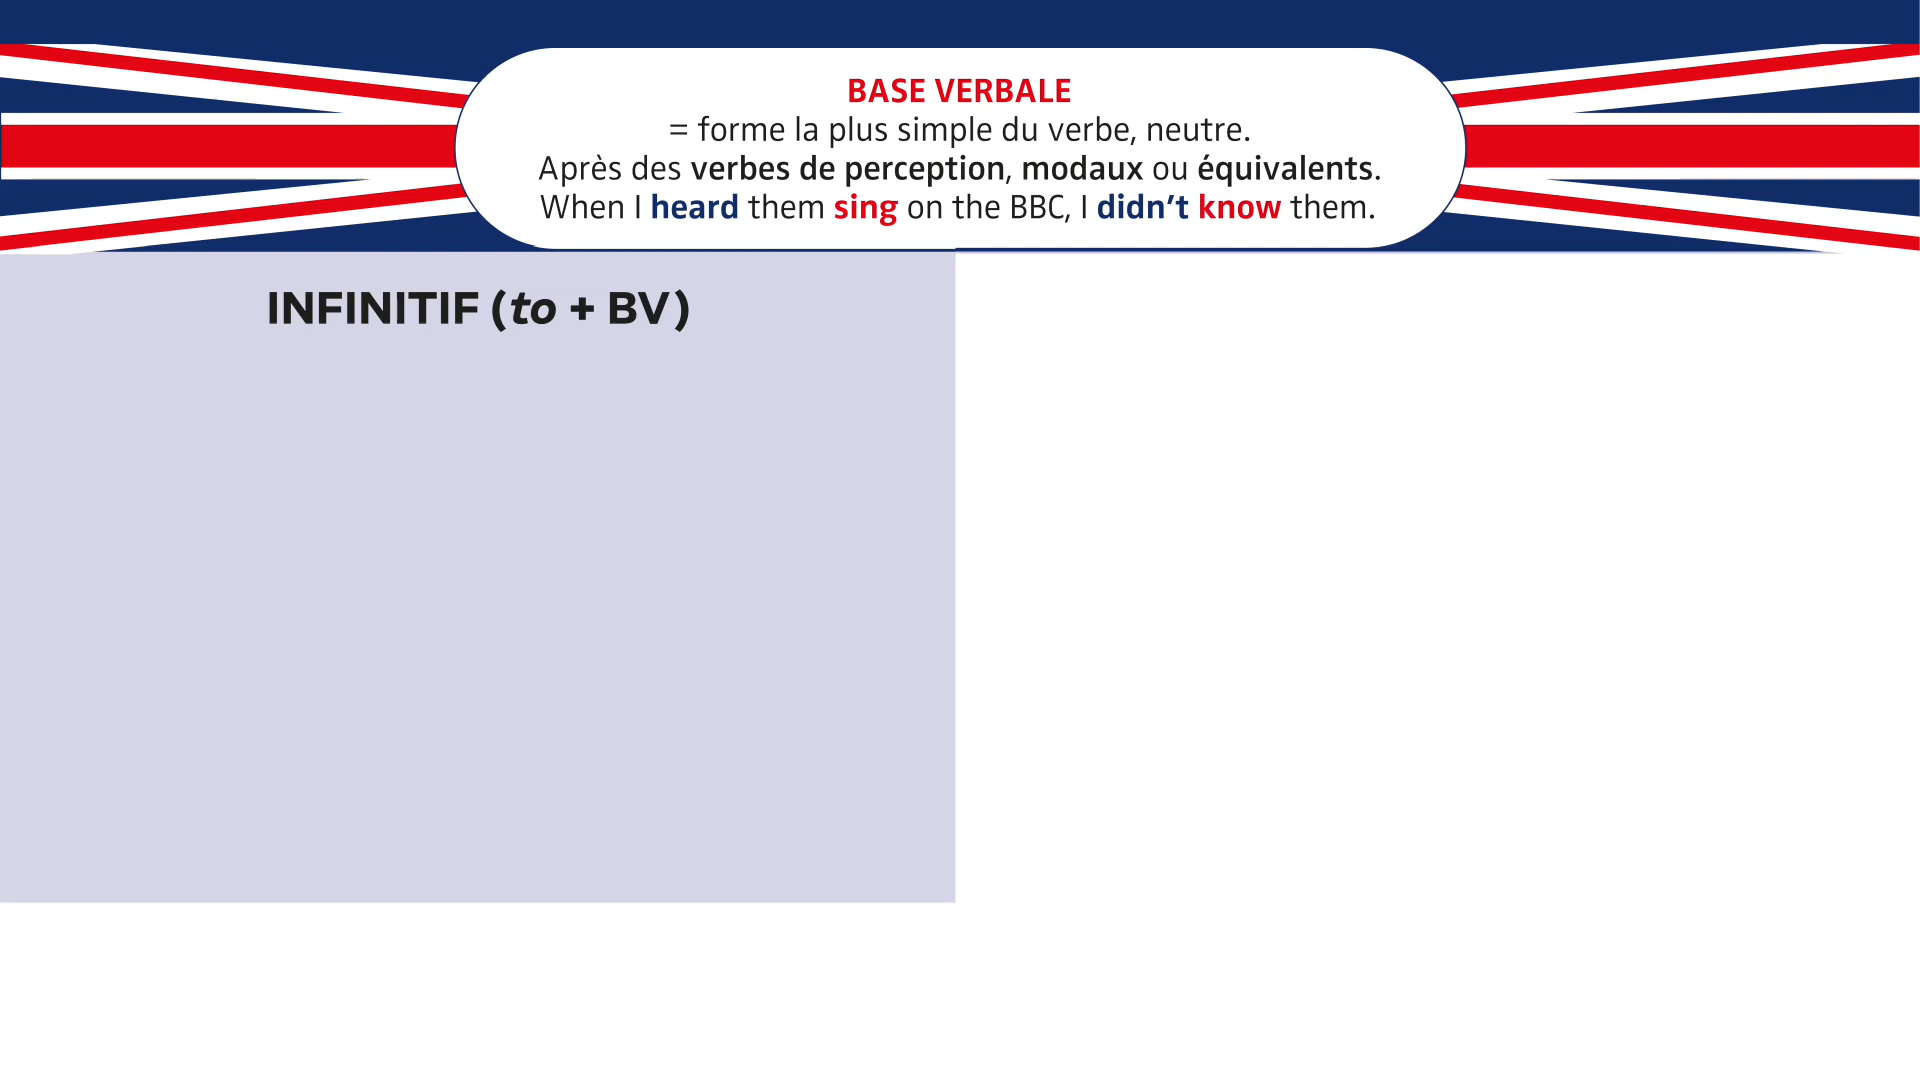 BASE VERBALE
= forme la plus simple du verbe, neutre.
Après des verbes de perception, modaux ou équivalents.
When I heard them sing on the BBC, I didn’t know them.
INFINITIF (to + BV)